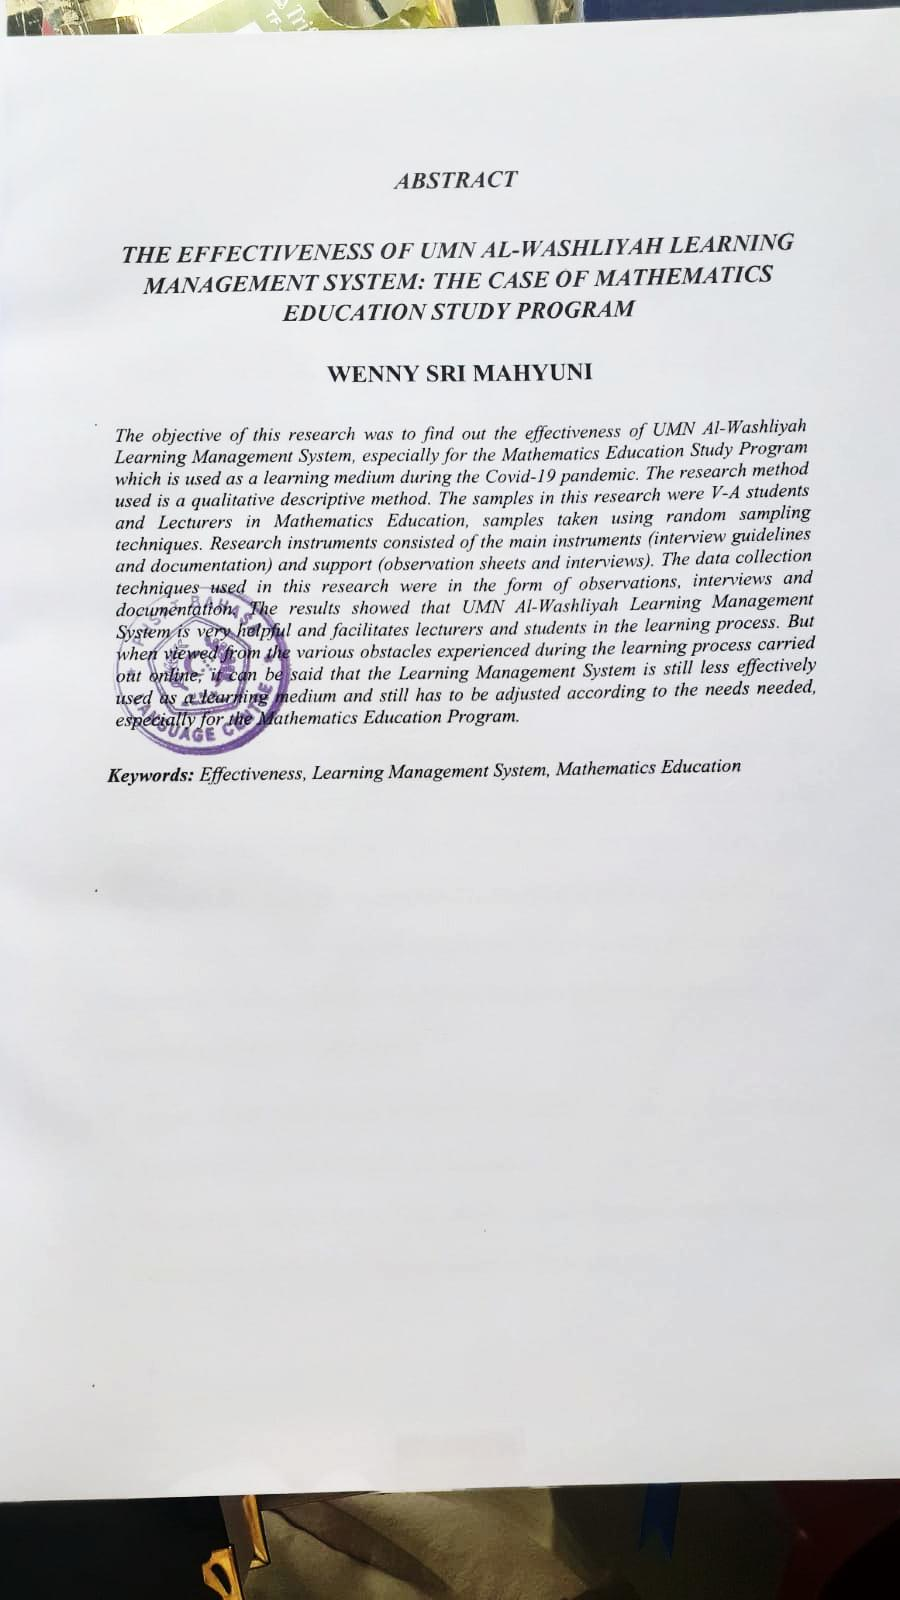 Tri
TF
ABSTRACT
THE EFFECTIVENESS OF UMN AL-WASHLIYAH LEARNING
MANAGEMENT SYSTEM: THE CASE OF MATHEMATICS
EDUCATION STUDY PROGRAM
WENNY SRI MAHYUNI
The objective of this research was to find out the effectiveness of UMN Al-Washliyah
Learning Management System, especially for the Mathematics Education Study Program
which is used as a learning medium during the Covid-19 pandemic. The research method
used is a qualitative descriptive method. The samples in this research were V-A students
and Lecturers in Mathematics Education, samples taken using random sampling
techniques. Research instruments consisted of the main instruments (interview guidelines
and documentation) and support (observation sheets and interviews). The data collection
techniques used in this research were in the form of observations, interviews and
documentation. The results showed that UMN Al-Washliyah Learning Management
System is very helpful and facilitates lecturers and students in the learning process. But
when viewed from the various obstacles experienced during the learning process carried
out online, it can be said that the Learning Management System is still less effectively
used as a learning medium and still has to be adjusted according to the needs needed,
especially for the Mathematics Education Program.
PUSAT BAHASA
LANGUAGE CENTRE
Keywords: Effectiveness, Learning Management System, Mathematics Education